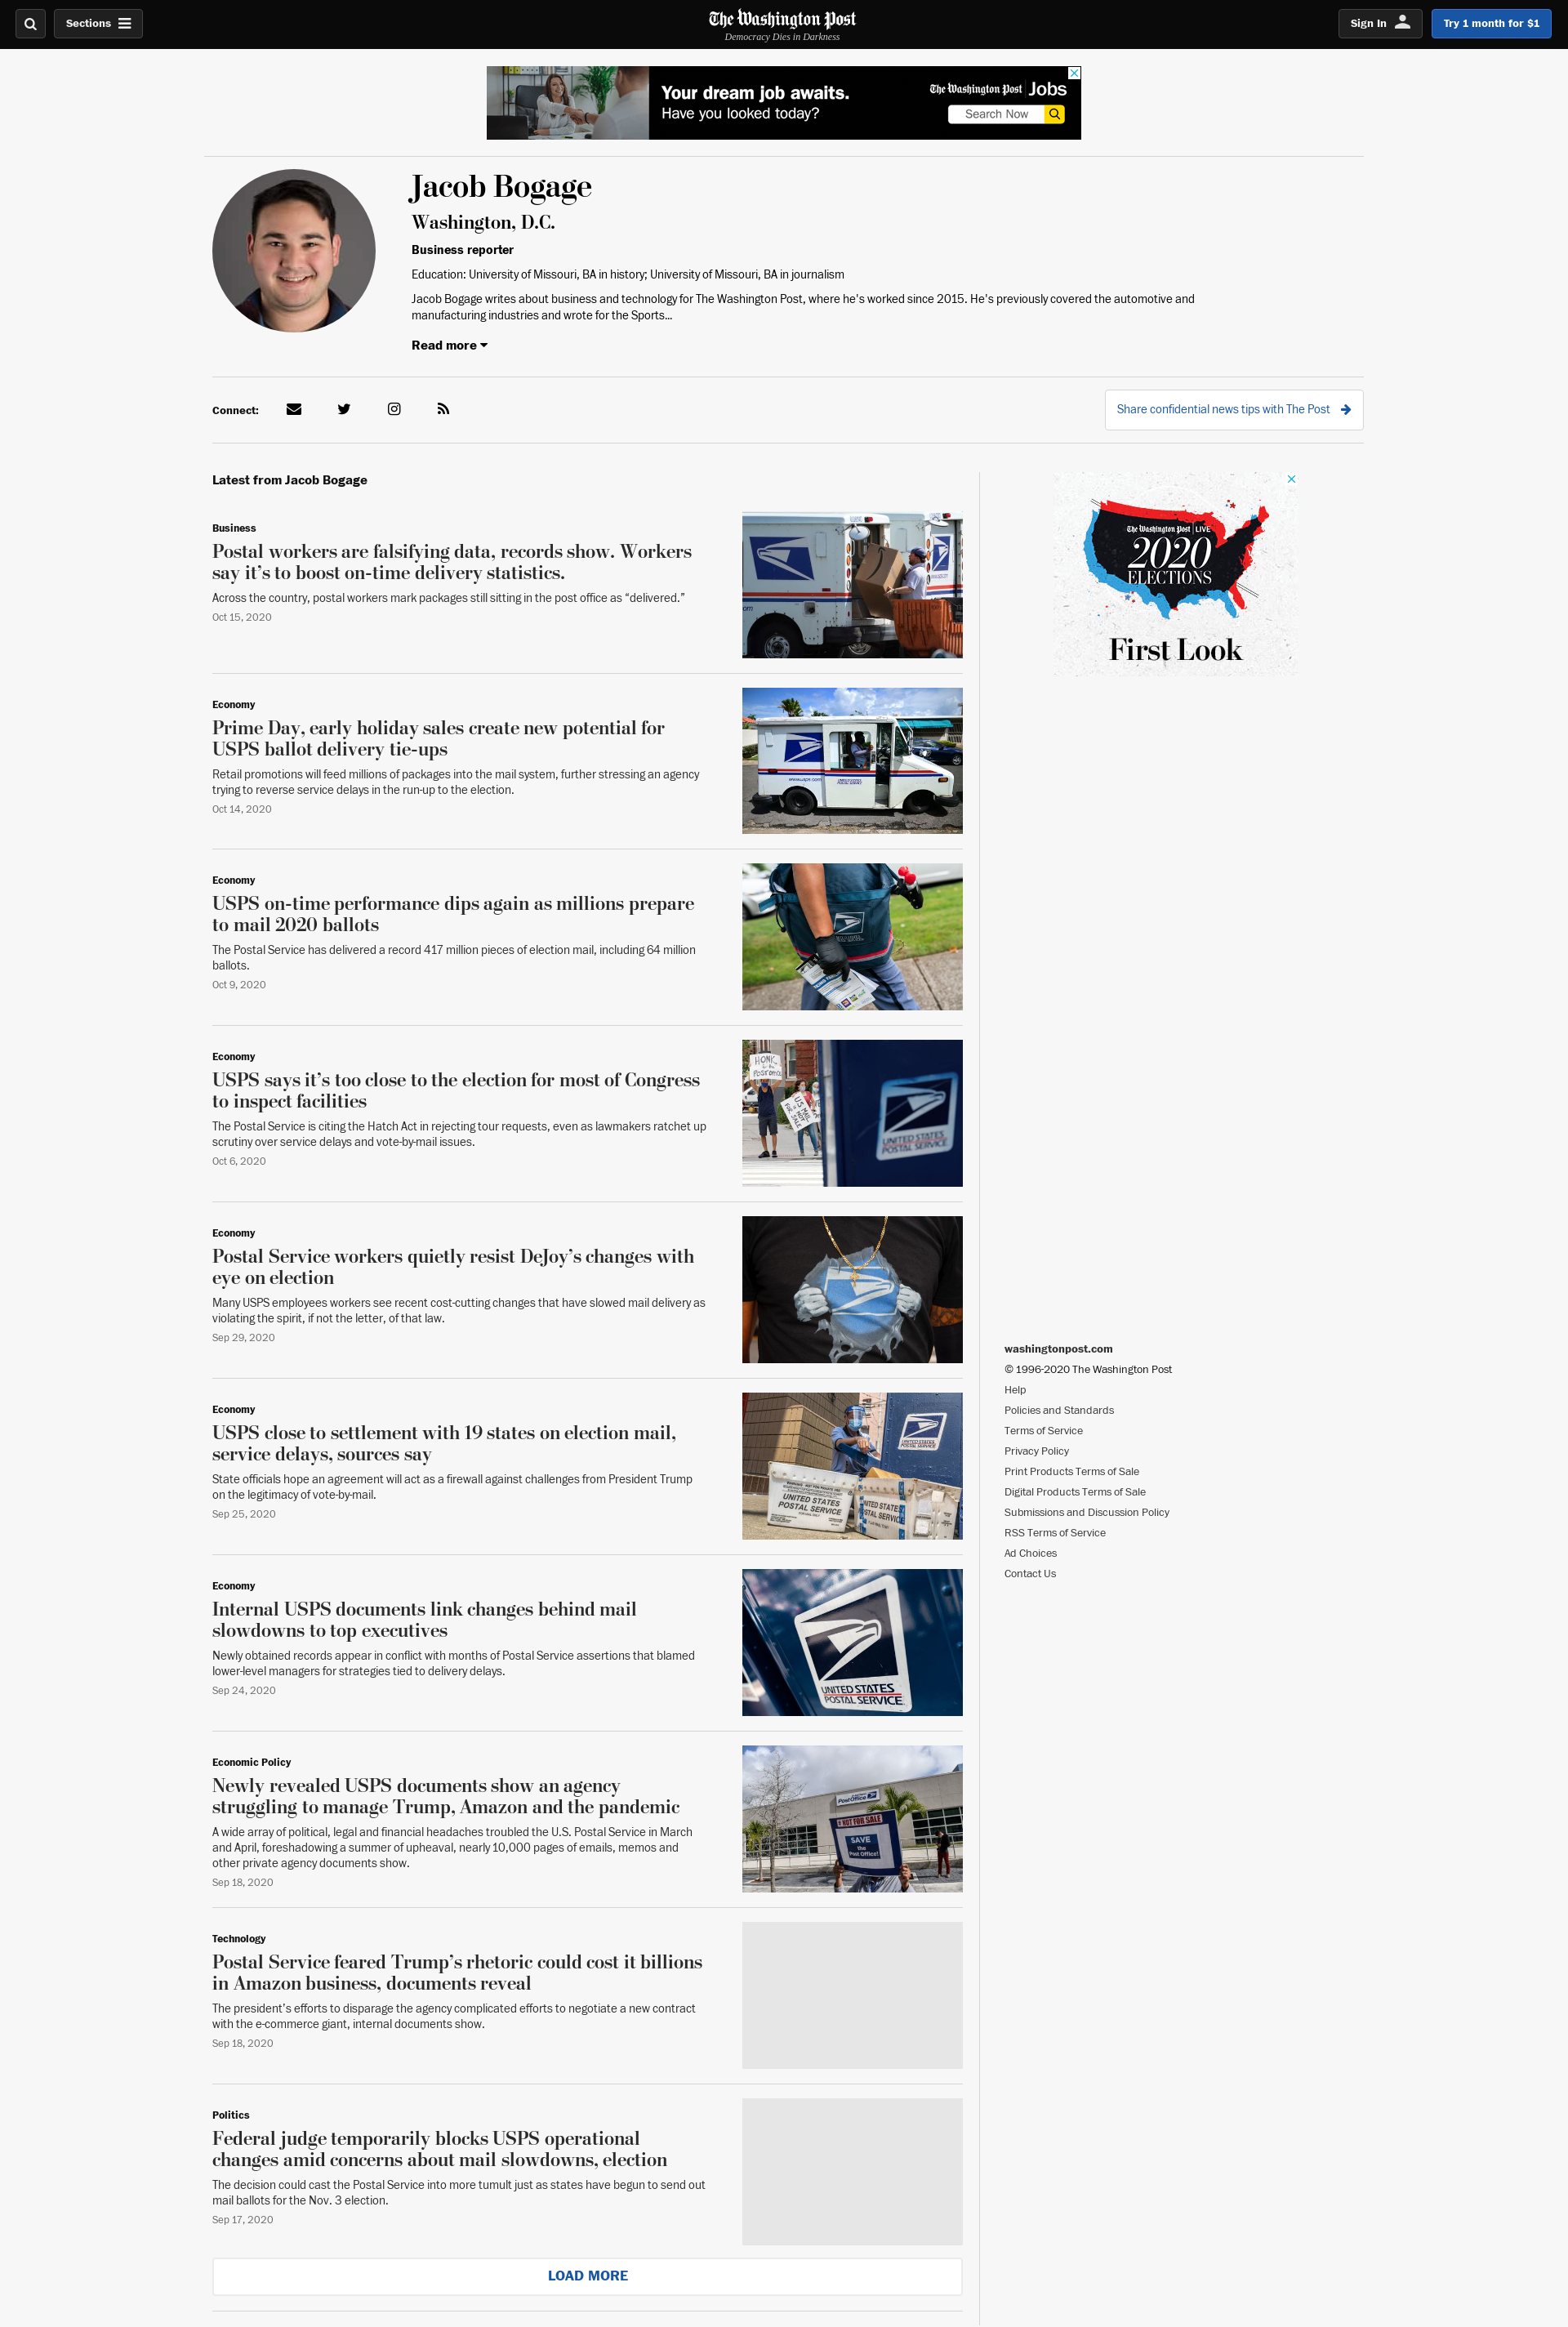 Sections
The Washington Post
Democracy Dies in Darkness
Sign In
Try 1 month for $1
Your dream job awaits.
Have you looked today?
The Washington Post Jobs
Search Now
Jacob Bogage
Washington, D.C.
Business reporter
Education: University of Missouri, BA in history; University of Missouri, BA in journalism
Jacob Bogage writes about business and technology for The Washington Post, where he's worked since 2015. He's previously covered the automotive and
manufacturing industries and wrote for the Sports...
Read more
Connect:
Share confidential news tips with The Post
Latest from Jacob Bogage
Business
Postal workers are falsifying data, records show. Workers
say it’s to boost on-time delivery statistics.
Across the country, postal workers mark packages still sitting in the post office as “delivered.”
Oct 15, 2020
Economy
Prime Day, early holiday sales create new potential for
USPS ballot delivery tie-ups
Retail promotions will feed millions of packages into the mail system, further stressing an agency
trying to reverse service delays in the run-up to the election.
Oct 14, 2020
Economy
USPS on-time performance dips again as millions prepare
to mail 2020 ballots
The Postal Service has delivered a record 417 million pieces of election mail, including 64 million
ballots.
Oct 9, 2020
Economy
USPS says it’s too close to the election for most of Congress
to inspect facilities
The Postal Service is citing the Hatch Act in rejecting tour requests, even as lawmakers ratchet up
scrutiny over service delays and vote-by-mail issues.
Oct 6, 2020
HONK
UNITED STATES
POSTAL SERVICE
Economy
Postal Service workers quietly resist DeJoy’s changes with
eye on election
Many USPS employees workers see recent cost-cutting changes that have slowed mail delivery as
violating the spirit, if not the letter, of that law.
Sep 29, 2020
Economy
USPS close to settlement with 19 states on election mail,
service delays, sources say
State officials hope an agreement will act as a firewall against challenges from President Trump
on the legitimacy of vote-by-mail.
Sep 25, 2020
UNITED STATES
POSTAL SERVICE
UNITED STATES
POSTAL SERVICE
Economy
Internal USPS documents link changes behind mail
slowdowns to top executives
Newly obtained records appear in conflict with months of Postal Service assertions that blamed
lower-level managers for strategies tied to delivery delays.
Sep 24, 2020
UNITED STATES
POSTAL SERVICE
Economic Policy
Newly revealed USPS documents show an agency
struggling to manage Trump, Amazon and the pandemic
A wide array of political, legal and financial headaches troubled the U.S. Postal Service in March
and April, foreshadowing a summer of upheaval, nearly 10,000 pages of emails, memos and
other private agency documents show.
Sep 18, 2020
Post Office
NOT FOR SALE
SAVE
the
Post Office!
Technology
Postal Service feared Trump’s rhetoric could cost it billions
in Amazon business, documents reveal
The president’s efforts to disparage the agency complicated efforts to negotiate a new contract
with the e-commerce giant, internal documents show.
Sep 18, 2020
Politics
Federal judge temporarily blocks USPS operational
changes amid concerns about mail slowdowns, election
The decision could cast the Postal Service into more tumult just as states have begun to send out
mail ballots for the Nov. 3 election.
Sep 17, 2020
LOAD MORE
The Washington Post LIVE
2020
ELECTIONS
First Look
washingtonpost.com
© 1996-2020 The Washington Post
Help
Policies and Standards
Terms of Service
Privacy Policy
Print Products Terms of Sale
Digital Products Terms of Sale
Submissions and Discussion Policy
RSS Terms of Service
Ad Choices
Contact Us